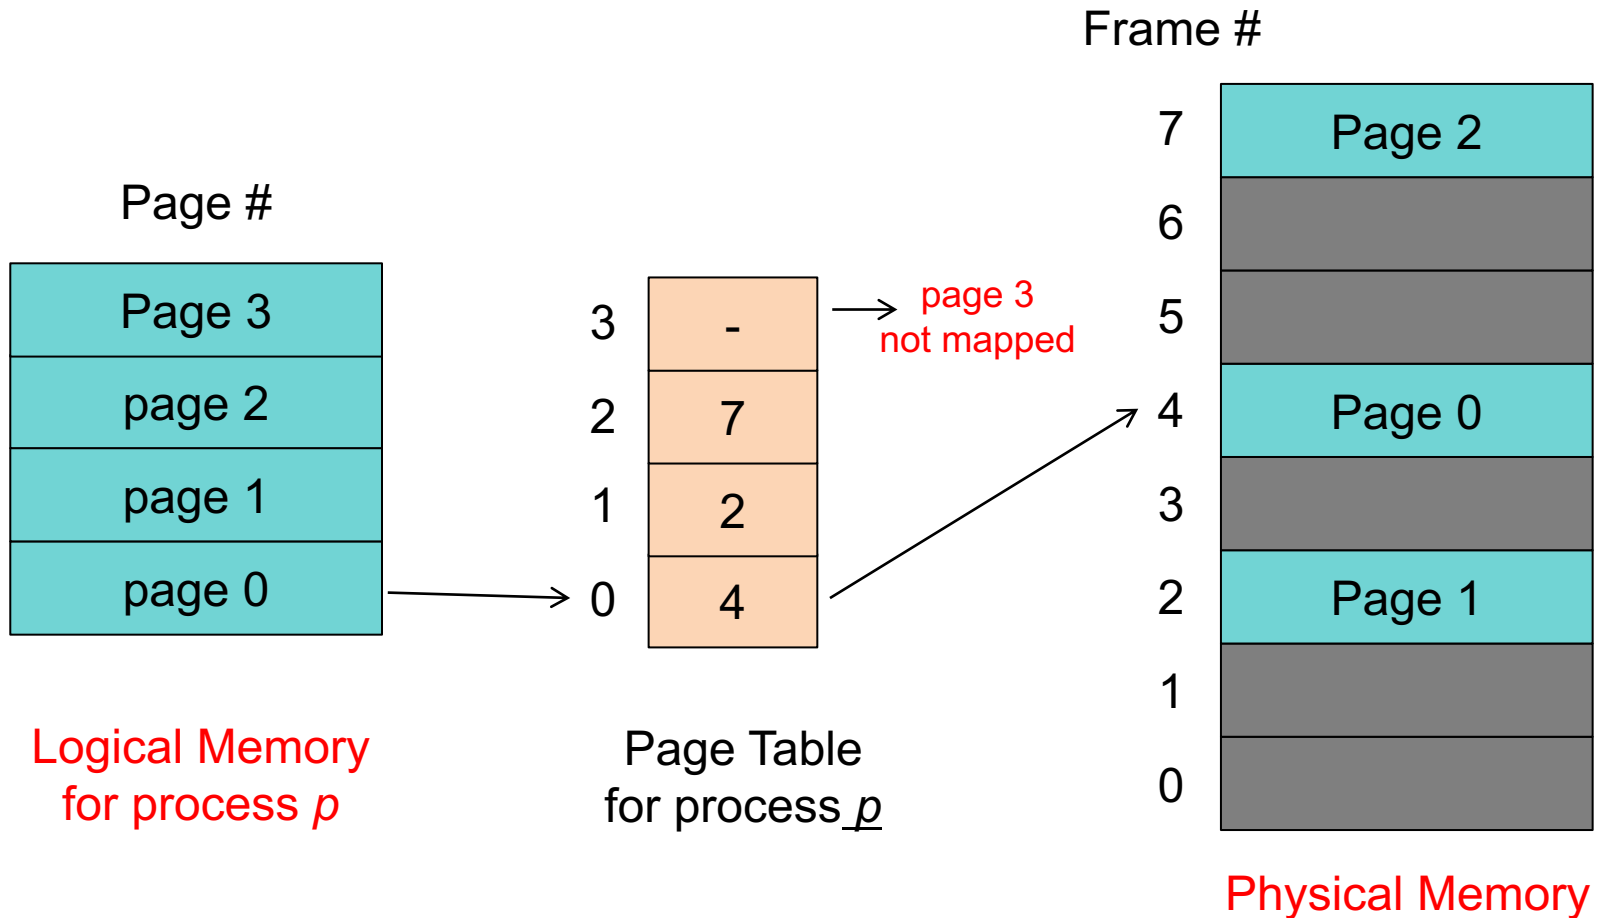 Frame #
Page #
Page 3
page 2
page 1
page 0
Logical Memory
for process p
3
-
2
7
1
2
0
4
page 3
not mapped
Page Table
for process p
7
Page 2
6
5
4
Page 0
3
2
Page 1
1
0
Physical Memory